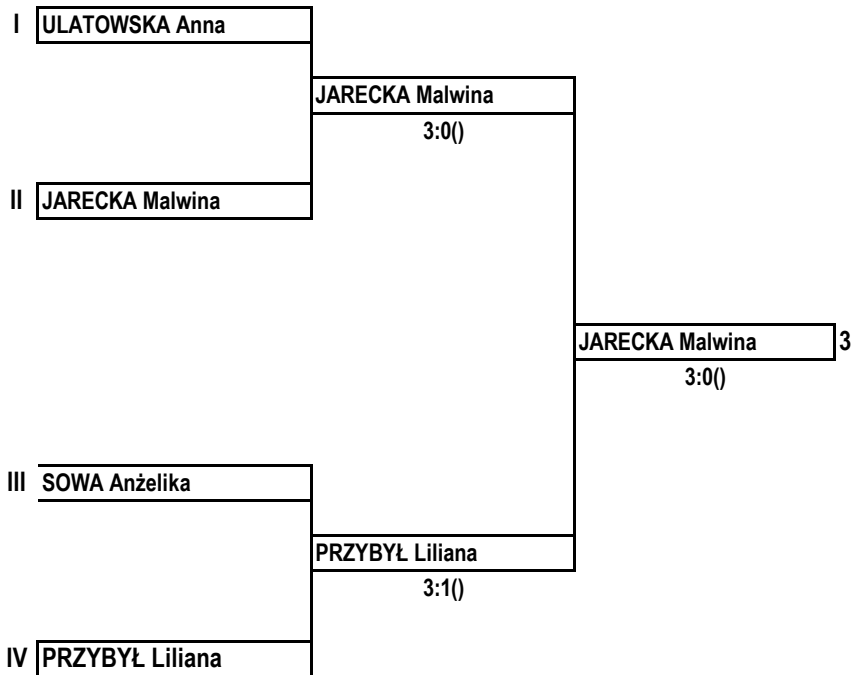 I ULATOWSKA Anna
JARECKA Malwina
3:0()
II JARECKA Malwina
JARECKA Malwina 3
3:0()
III SOWA Anżelika
PRZYBYŁ Liliana
3:1()
IV PRZYBYŁ Liliana